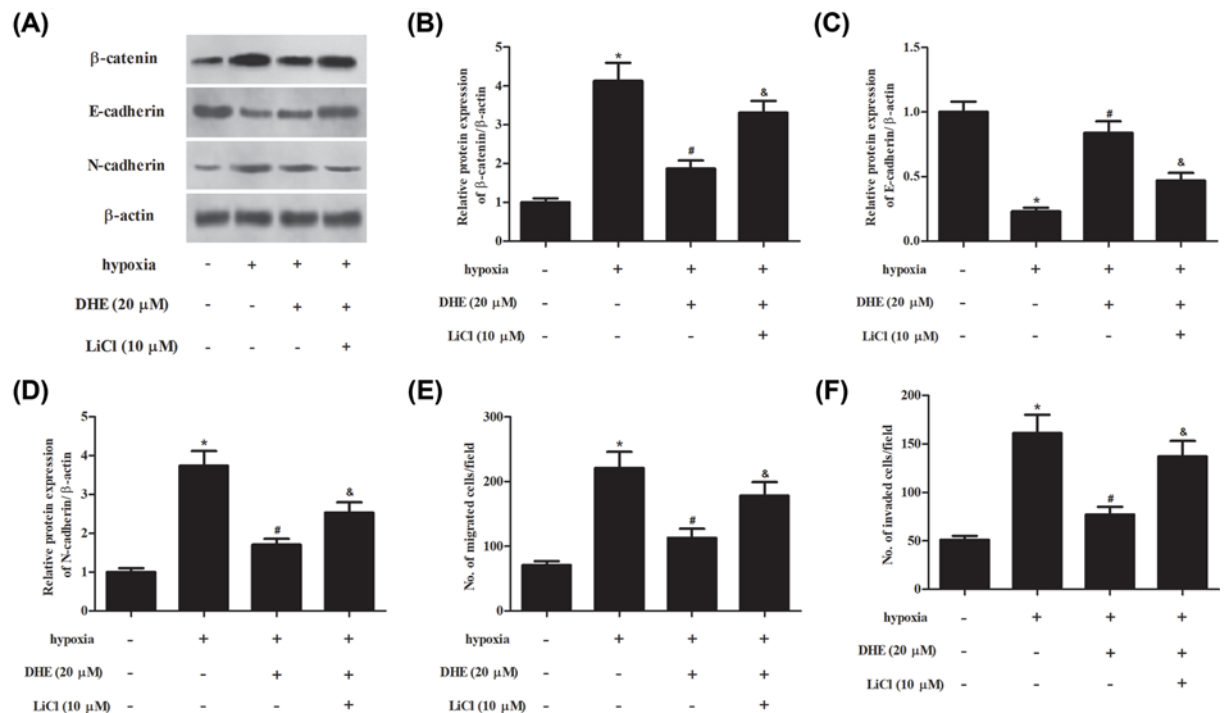 (A)
β-catenin
E-cadherin
N-cadherin
β-actin
hypoxia - + + +
DHE (20 μM) - - + +
LiCl (10 μM) - - - +
(B)
Relative protein expression
of β-catenin/β-actin
5
4
3
2
1
0
*
#
&
hypoxia - + + +
DHE (20 μM) - - + +
LiCl (10 μM) - - - +
(C)
Relative protein expression
of E-cadherin/β-actin
1.5
1.0
0.5
0.0
*
#
&
hypoxia - + + +
DHE (20 μM) - - + +
LiCl (10 μM) - - - +
(D)
Relative protein expression
of N-cadherin/β-actin
5
4
3
2
1
0
*
#
&
hypoxia - + + +
DHE (20 μM) - - + +
LiCl (10 μM) - - - +
(E)
No. of migrated cells/field
300
200
100
0
*
#
&
hypoxia - + + +
DHE (20 μM) - - + +
LiCl (10 μM) - - - +
(F)
No. of invaded cells/field
200
150
100
50
0
*
#
&
hypoxia - + + +
DHE (20 μM) - - + +
LiCl (10 μM) - - - +